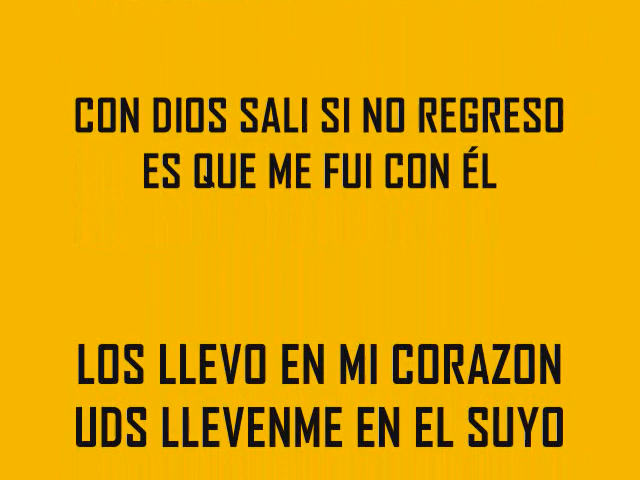 CON DIOS SALI SI NO REGRESO
ES QUE ME FUI CON ÉL
LOS LLEVO EN MI CORAZON
UDS LLEVENME EN EL SUYO